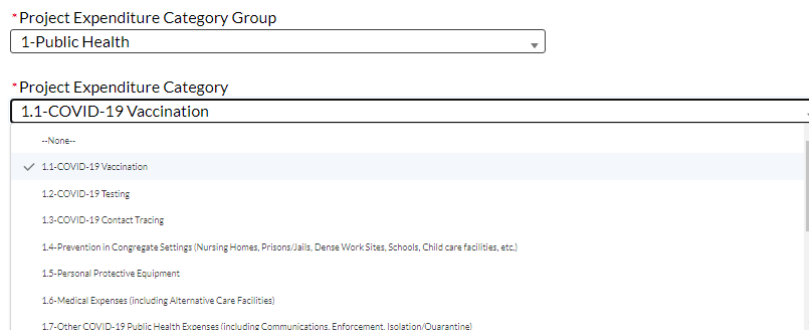 *Project Expenditure Category Group
1-Public Health
*Project Expenditure Category
1.1-COVID-19 Vaccination
--None--
1.1-COVID-19 Vaccination
1.2-COVID-19 Testing
1.3-COVID-19 Contact Tracing
1.4-Prevention in Congregate Settings (Nursing Homes, Prisons/Jails, Dense Work Sites, Schools, Child care facilities, etc.)
1.5-Personal Protective Equipment
1.6-Medical Expenses (including Alternative Care Facilities)
1.7-Other COVID-19 Public Health Expenses (including Communications, Enforcement, Isolation/Quarantine)